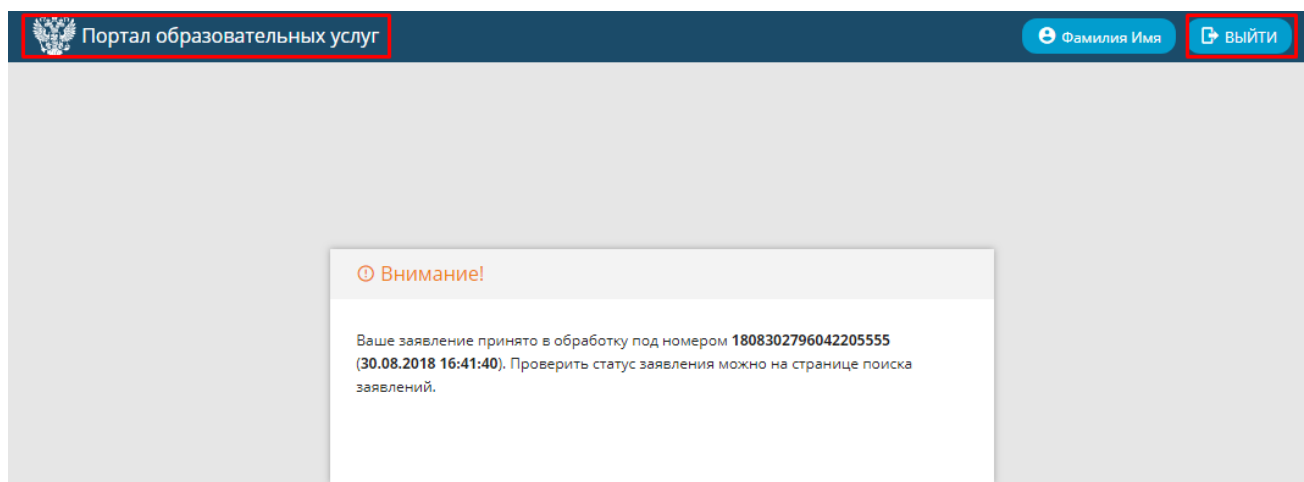 Портал образовательных услуг
Фамилия Имя
ВЫЙТИ
Внимание!
Ваше заявление принято в обработку под номером 1808302796042205555
(30.08.2018 16:41:40). Проверить статус заявления можно на странице поиска
заявлений.